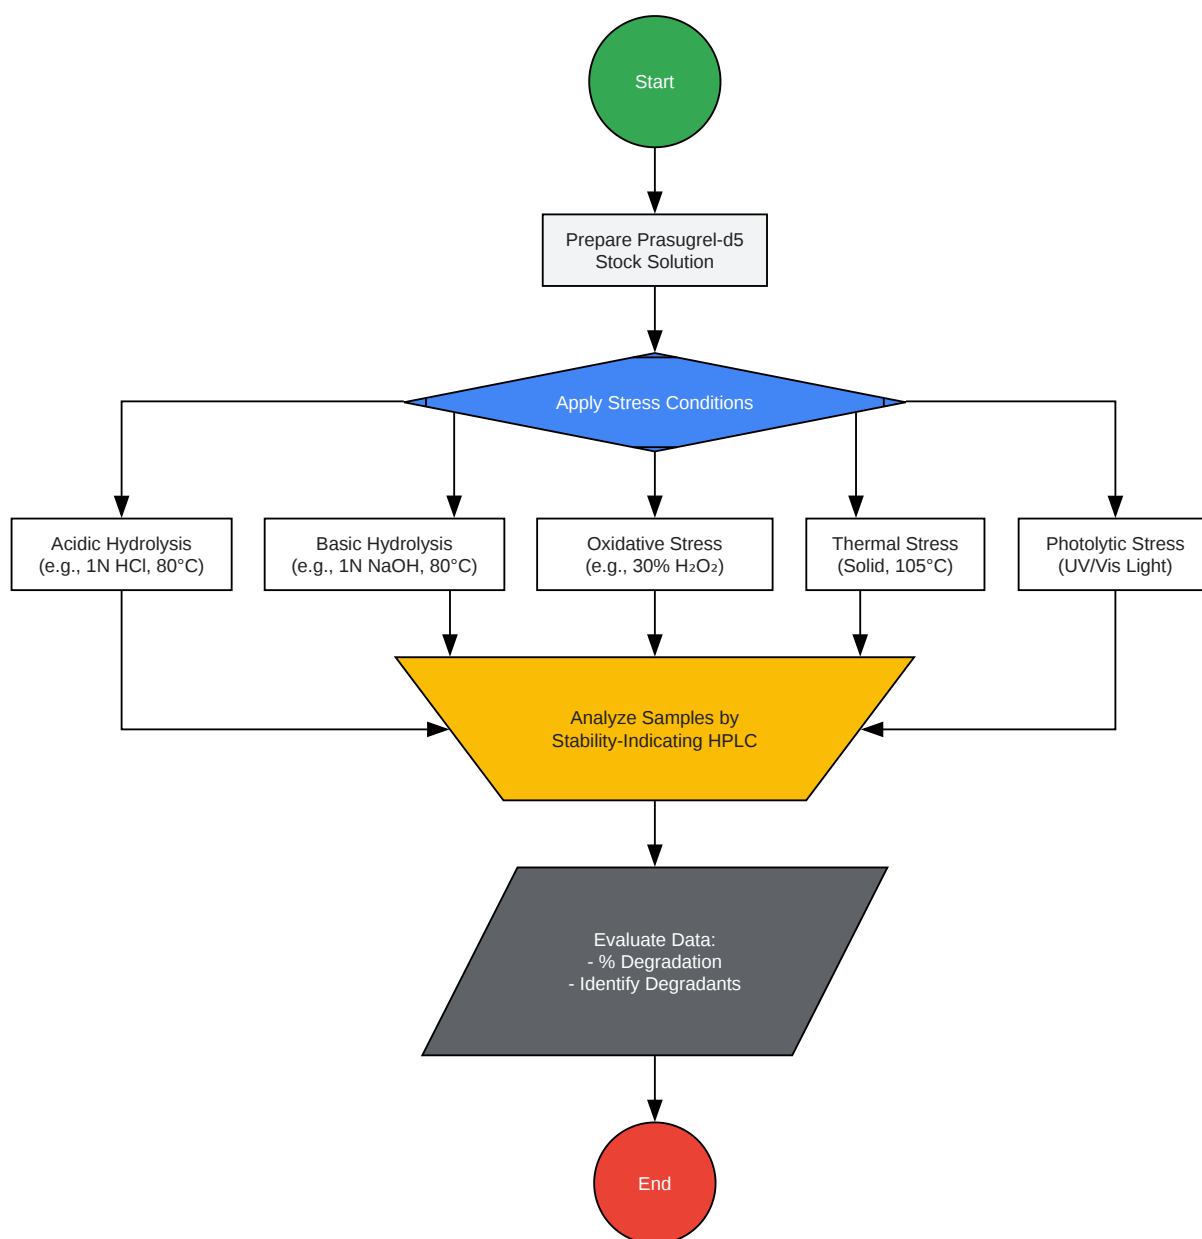 Start
Prepare Prasugrel-d5
Stock Solution
Apply Stress Conditions
Acidic Hydrolysis
(e.g., 1N HCl, 80°C)
Basic Hydrolysis
(e.g., 1N NaOH, 80°C)
Oxidative Stress
(e.g., 30% H₂O₂)
Thermal Stress
(Solid, 105°C)
Photolytic Stress
(UV/Vis Light)
Analyze Samples by
Stability-Indicating HPLC
Evaluate Data:
- % Degradation
- Identify Degradants
End